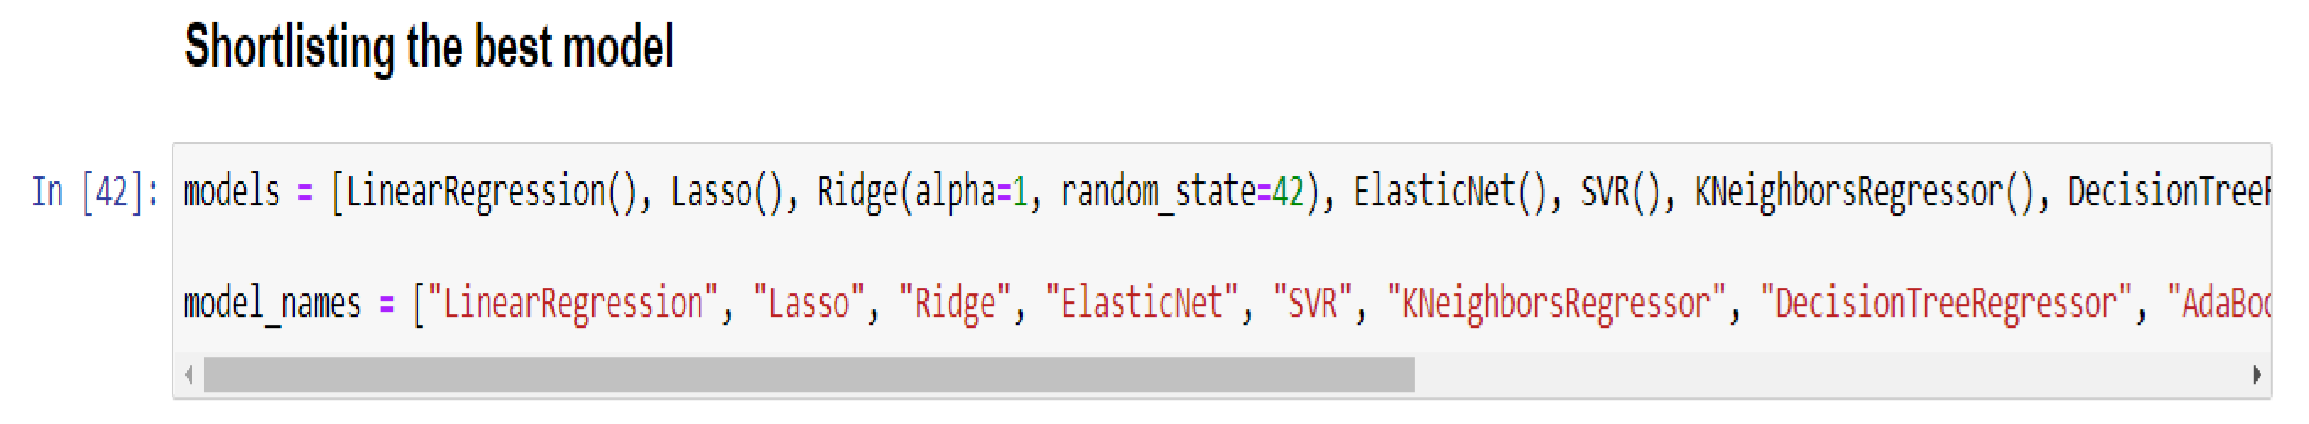 Shortlisting the best model
In [42]: models = [LinearRegression(), Lasso(), Ridge(alpha=1, random_state=42), ElasticNet(), SVR(), KNeighborsRegressor(), DecisionTree
model_names = ["LinearRegression", "Lasso", "Ridge", "ElasticNet", "SVR", "KNeighborsRegressor", "DecisionTreeRegressor", "AdaBoo